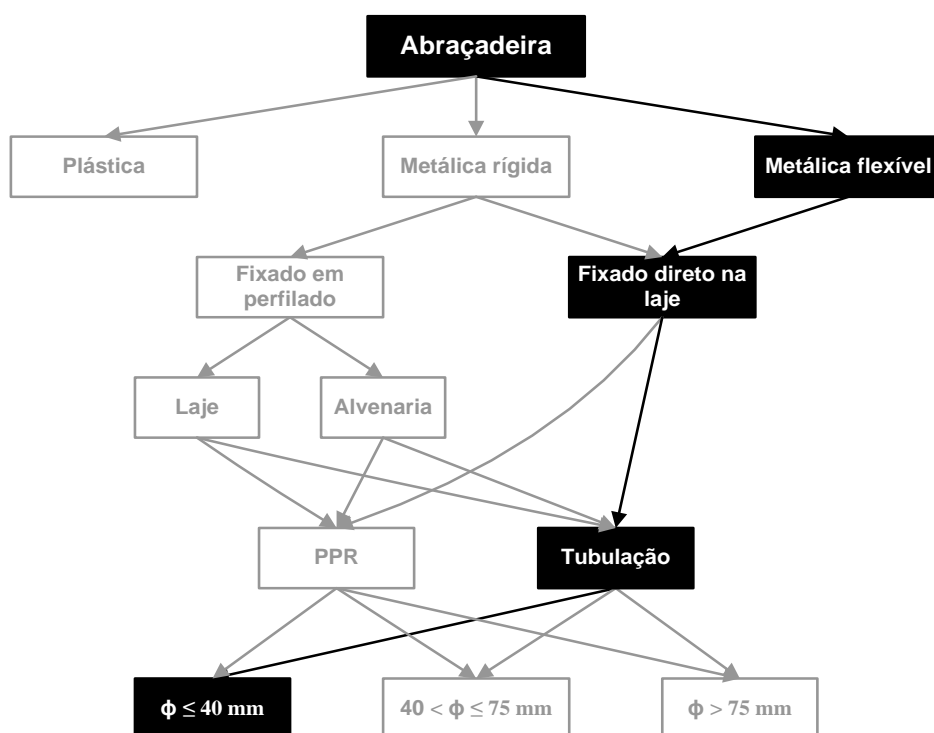 Abraçadeira
Plástica
Metálica rígida
Metálica flexível
Fixado em
perfilado
Fixado direto na
laje
Laje
Alvenaria
PPR
Tubulação
ϕ ≤ 40 mm
40 < ϕ ≤ 75 mm
ϕ > 75 mm